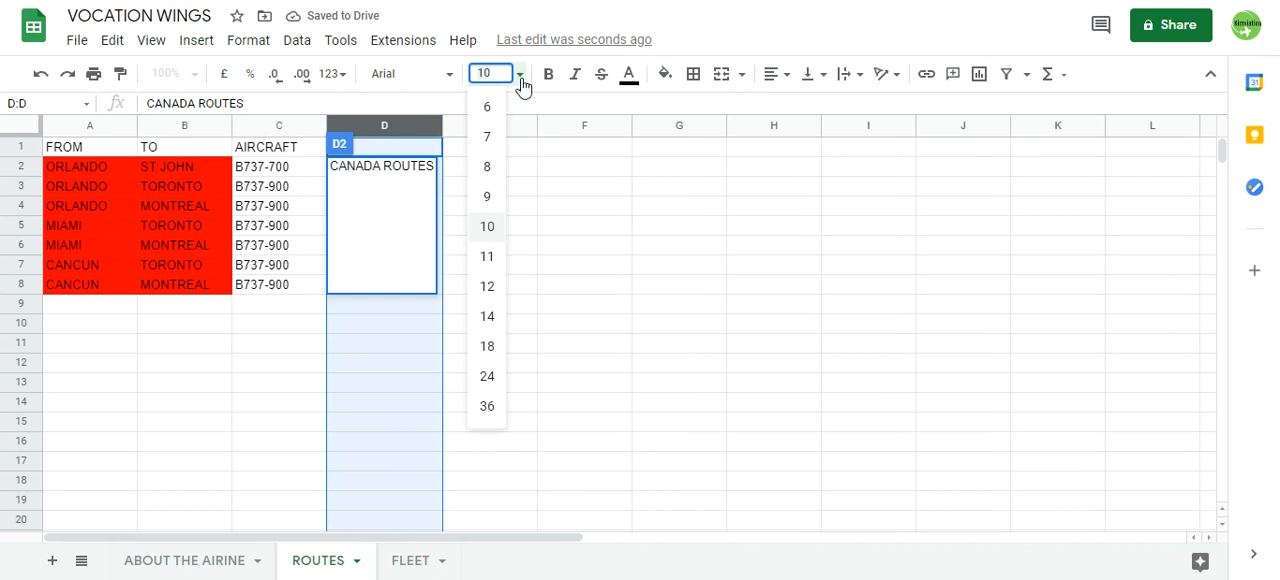 VOCATION WINGS
Saved to Drive
File Edit View Insert Format Data Tools Extensions Help Last edit was seconds ago
Share
100% £ % .0 .00 123 Arial 10 B I S A Σ
D:D fx CANADA ROUTES
A B C D F G H I J K L
D2
1 FROM TO AIRCRAFT
2 ORLANDO ST JOHN B737-700 CANADA ROUTES
3 ORLANDO TORONTO B737-900
4 ORLANDO MONTREAL B737-900
5 MIAMI TORONTO B737-900
6 MIAMI MONTREAL B737-900
7 CANCUN TORONTO B737-900
8 CANCUN MONTREAL B737-900
9
10
11
12
13
14
15
16
17
18
19
20
6
7
8
9
10
11
12
14
18
24
36
31
ABOUT THE AIRINE ROUTES FLEET